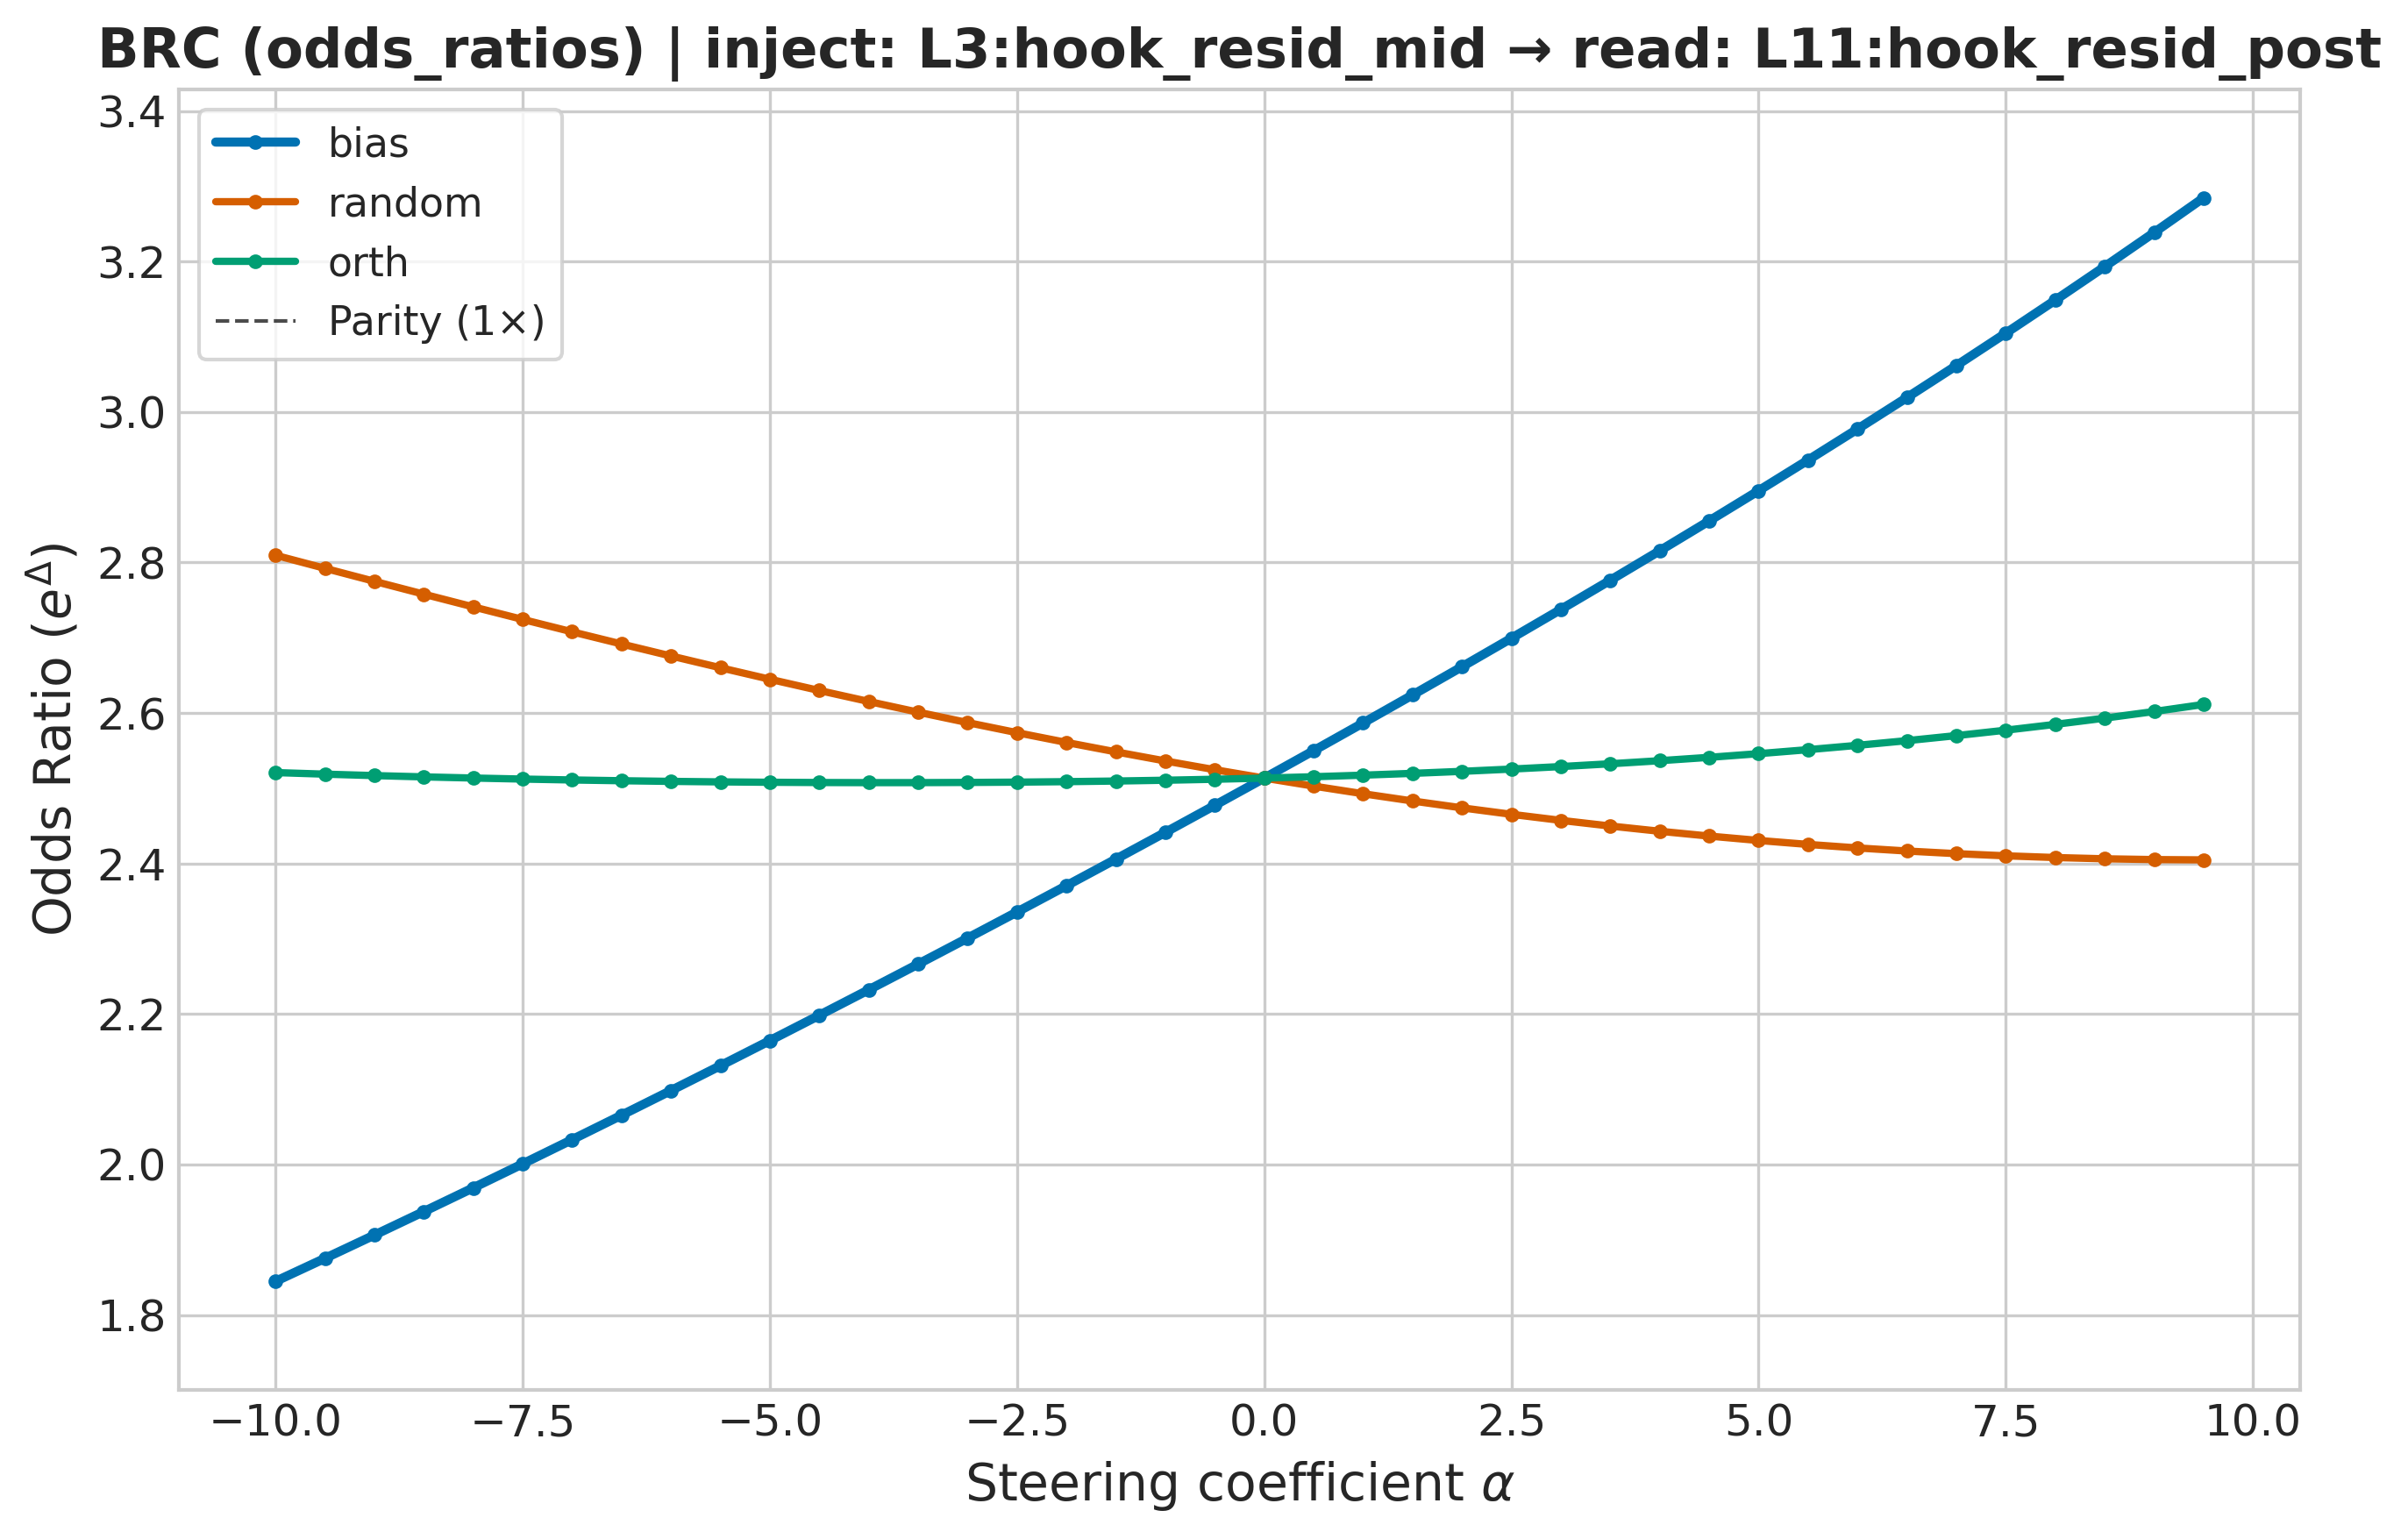 BRC (odds_ratios) | inject: L3:hook_resid_mid → read: L11:hook_resid_post
bias
random
orth
Parity (1×)
Odds Ratio (e^Δ)
3.4
3.2
3.0
2.8
2.6
2.4
2.2
2.0
1.8
−10.0 −7.5 −5.0 −2.5 0.0 2.5 5.0 7.5 10.0
Steering coefficient α